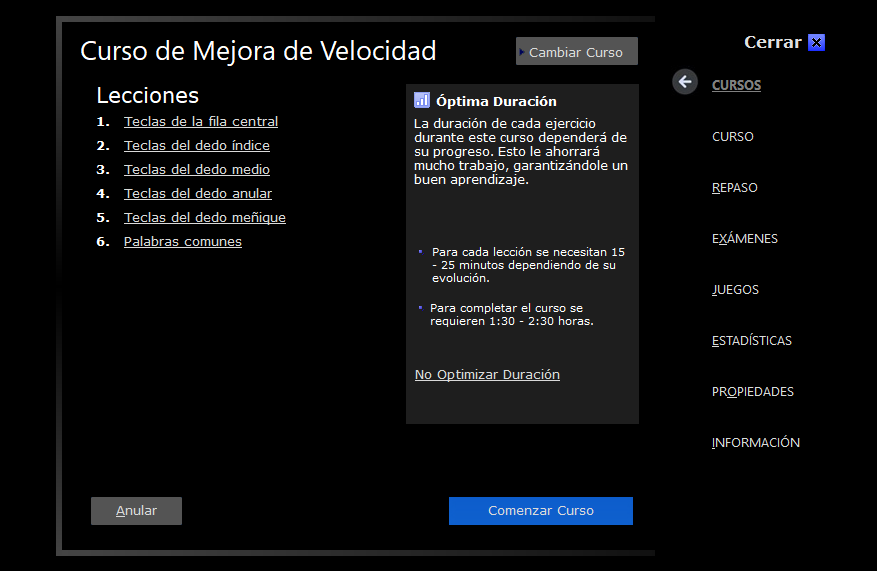 Curso de Mejora de Velocidad
Cambiar Curso
Lecciones
1. Teclas de la fila central
2. Teclas del dedo índice
3. Teclas del dedo medio
4. Teclas del dedo anular
5. Teclas del dedo meñique
6. Palabras comunes
Óptima Duración
La duración de cada ejercicio
durante este curso dependerá de
su progreso. Esto le ahorrará
mucho trabajo, garantizándole un
buen aprendizaje.
Para cada lección se necesitan 15
- 25 minutos dependiendo de su
evolución.
Para completar el curso se
requieren 1:30 - 2:30 horas.
No Optimizar Duración
Anular
Comenzar Curso
Cerrar
CURSOS
CURSO
REPASO
EXÁMENES
JUEGOS
ESTADÍSTICAS
PROPIEDADES
INFORMACIÓN